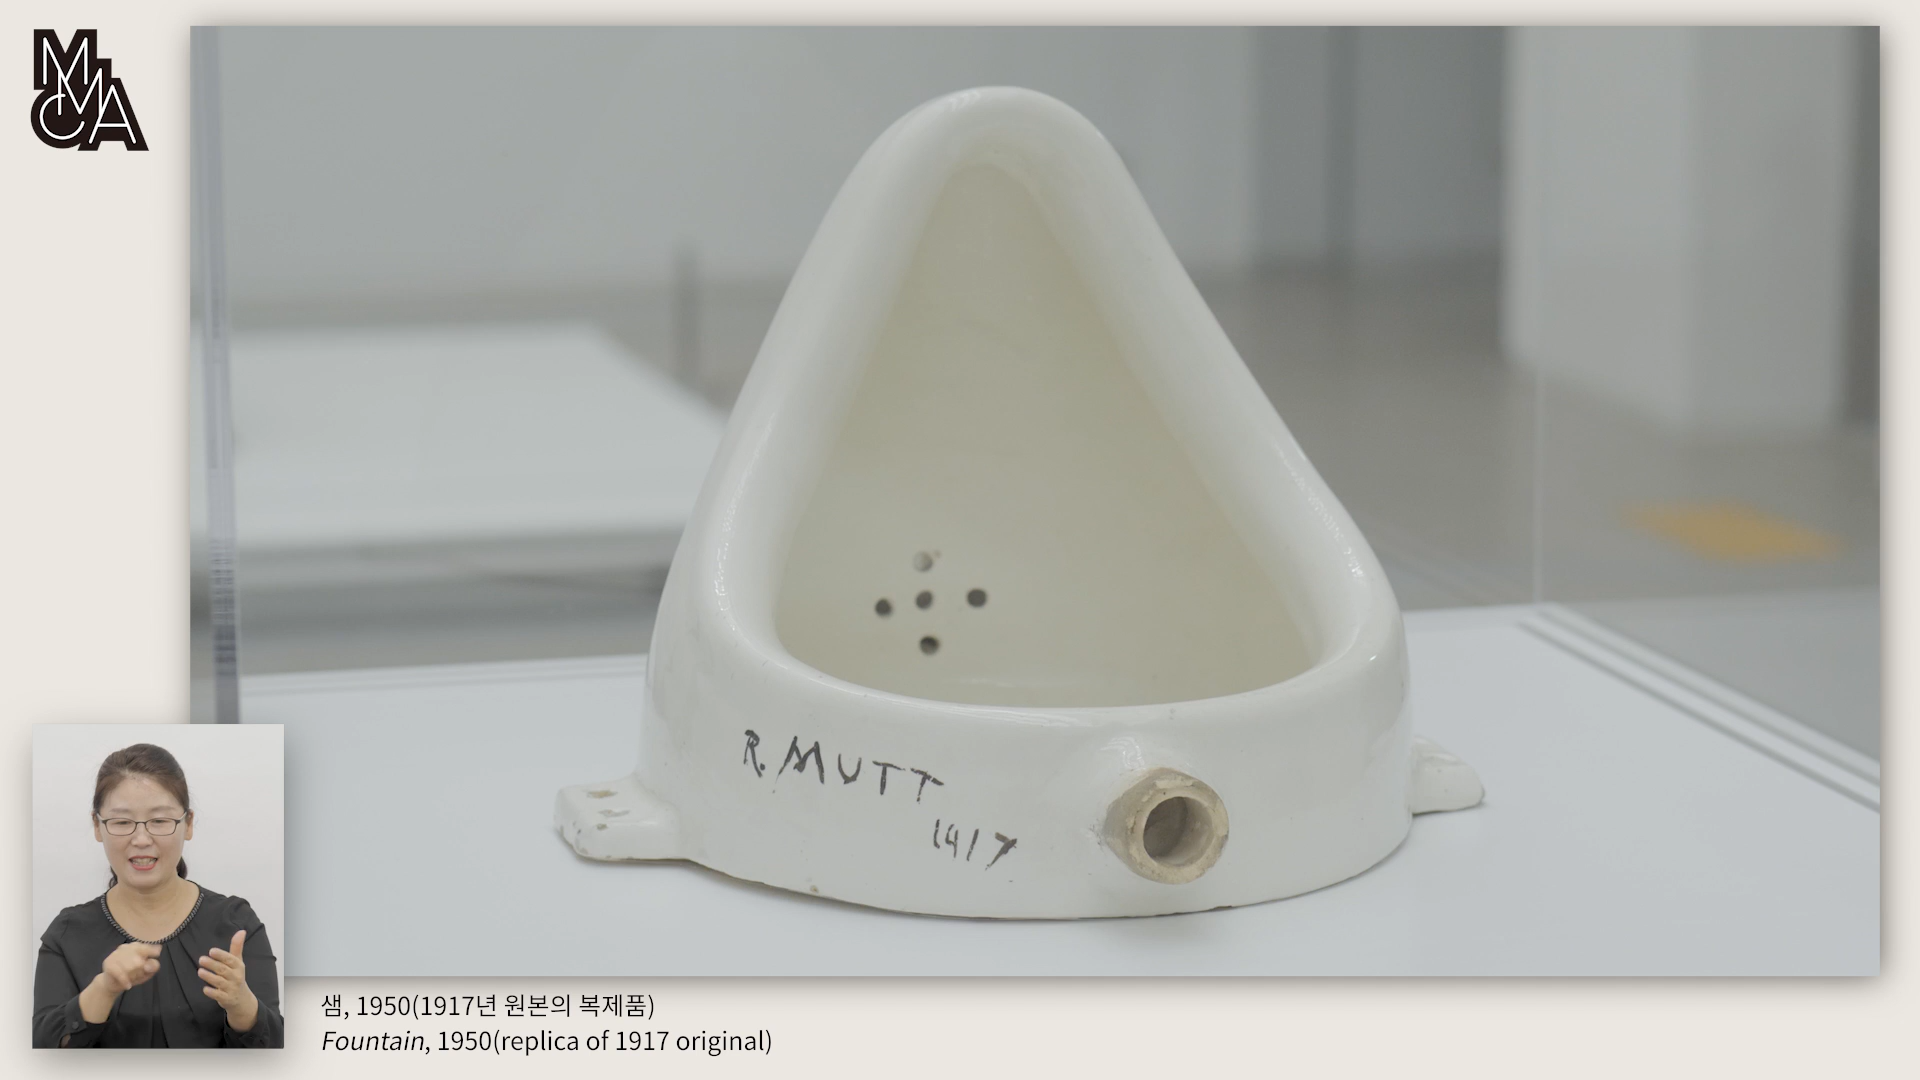 MMCA
R. MUTT
1917
샘, 1950(1917년 원본의 복제품)
Fountain, 1950(replica of 1917 original)